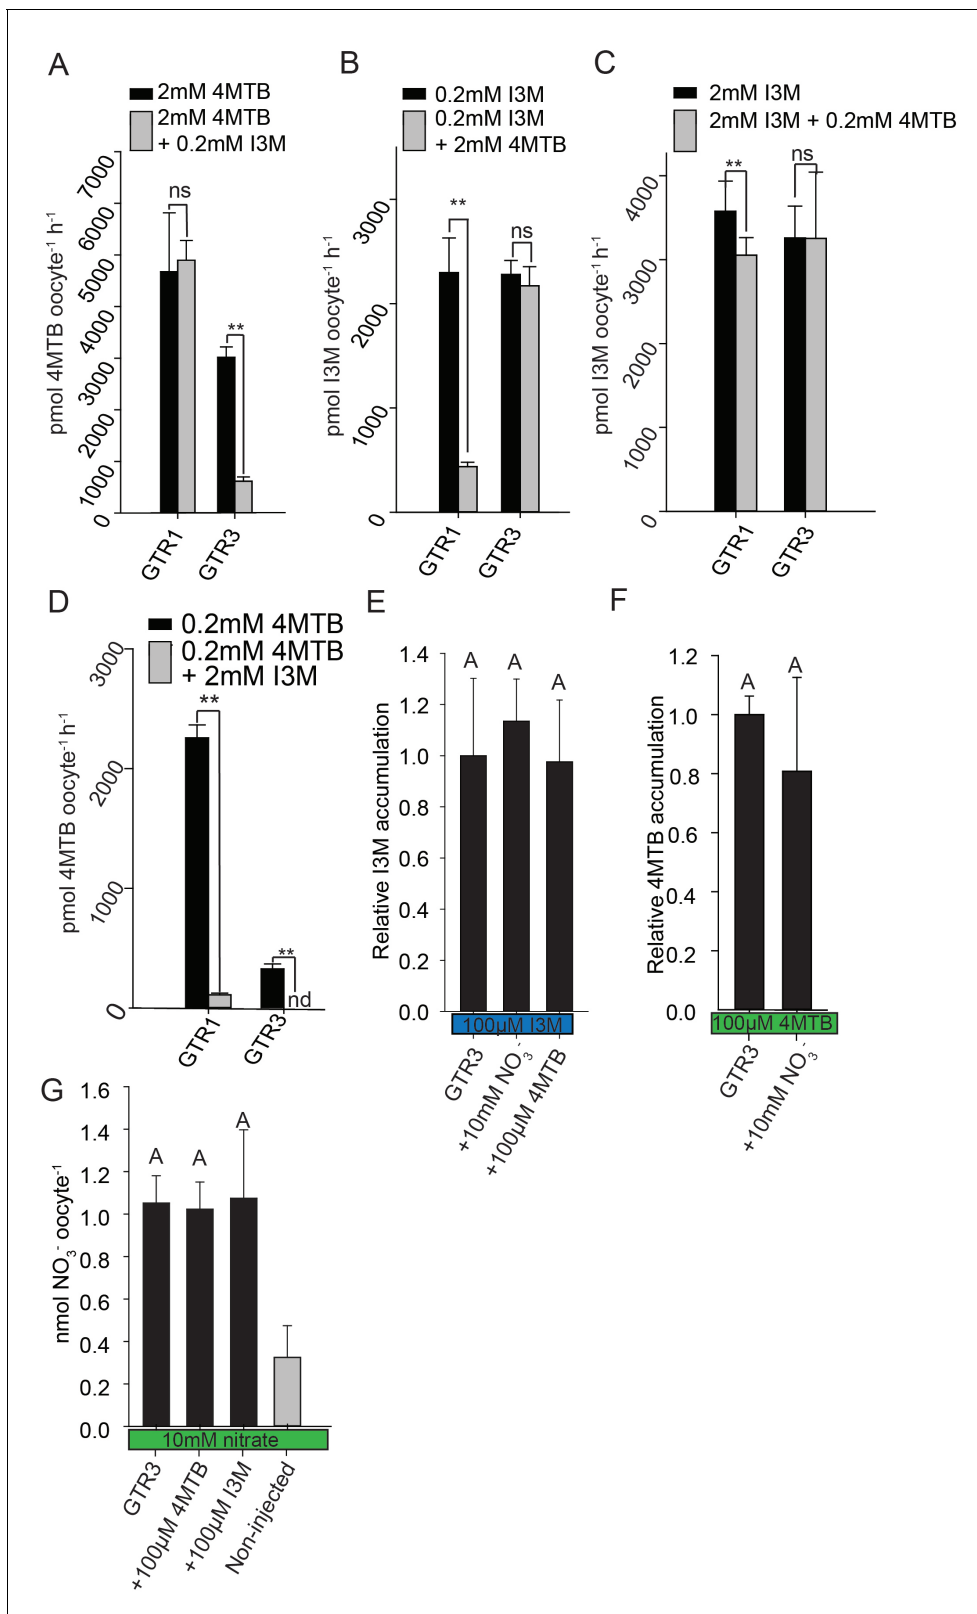 A
2mM 4MTB
2mM 4MTB
+ 0.2mM I3M
pmol 4MTB oocyte⁻¹ h⁻¹
7000
6000
5000
4000
3000
2000
1000
0
ns
**
GTR1
GTR3
B
0.2mM I3M
0.2mM I3M
+ 2mM 4MTB
pmol I3M oocyte⁻¹ h⁻¹
3000
2000
1000
0
**
ns
GTR1
GTR3
C
2mM I3M
2mM I3M + 0.2mM 4MTB
pmol I3M oocyte⁻¹ h⁻¹
4000
3000
2000
1000
0
**
ns
GTR1
GTR3
D
0.2mM 4MTB
0.2mM 4MTB
+ 2mM I3M
pmol 4MTB oocyte⁻¹ h⁻¹
3000
2000
1000
0
**
**
nd
GTR1
GTR3
E
Relative I3M accumulation
1.4
1.2
1.0
0.8
0.6
0.4
0.2
0.0
A
A
A
100µM I3M
GTR3
+10mM NO₃⁻
+100µM 4MTB
F
Relative 4MTB accumulation
1.2
1.0
0.8
0.6
0.4
0.2
0.0
A
A
100µM 4MTB
GTR3
+10mM NO₃⁻
G
nmol NO₃⁻ oocyte⁻¹
1.6
1.4
1.2
1.0
0.8
0.6
0.4
0.2
0.0
A
A
A
10mM nitrate
GTR3
+100µM 4MTB
+100µM I3M
Non-injected